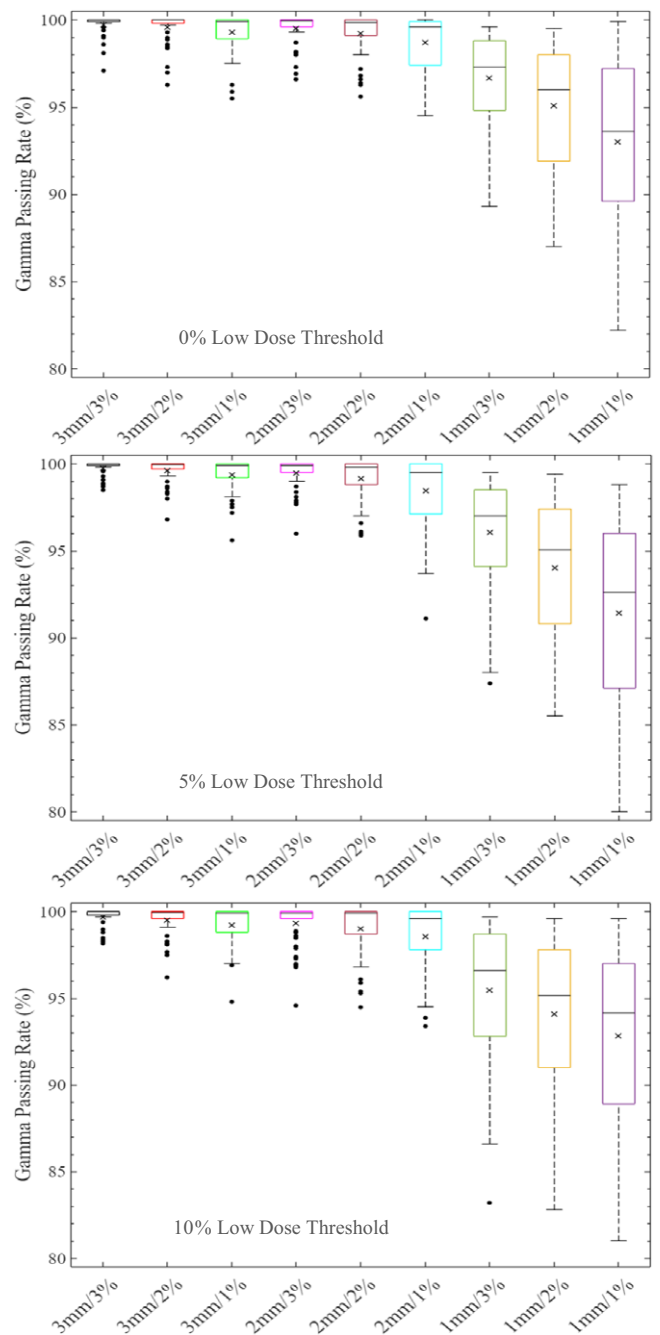 100
95
90
85
80
Gamma Passing Rate (%)
0% Low Dose Threshold
3mm/3% 3mm/2% 3mm/1% 2mm/3% 2mm/2% 2mm/1% 1mm/3% 1mm/2% 1mm/1%
100
95
90
85
80
Gamma Passing Rate (%)
5% Low Dose Threshold
3mm/3% 3mm/2% 3mm/1% 2mm/3% 2mm/2% 2mm/1% 1mm/3% 1mm/2% 1mm/1%
100
95
90
85
80
Gamma Passing Rate (%)
10% Low Dose Threshold
3mm/3% 3mm/2% 3mm/1% 2mm/3% 2mm/2% 2mm/1% 1mm/3% 1mm/2% 1mm/1%